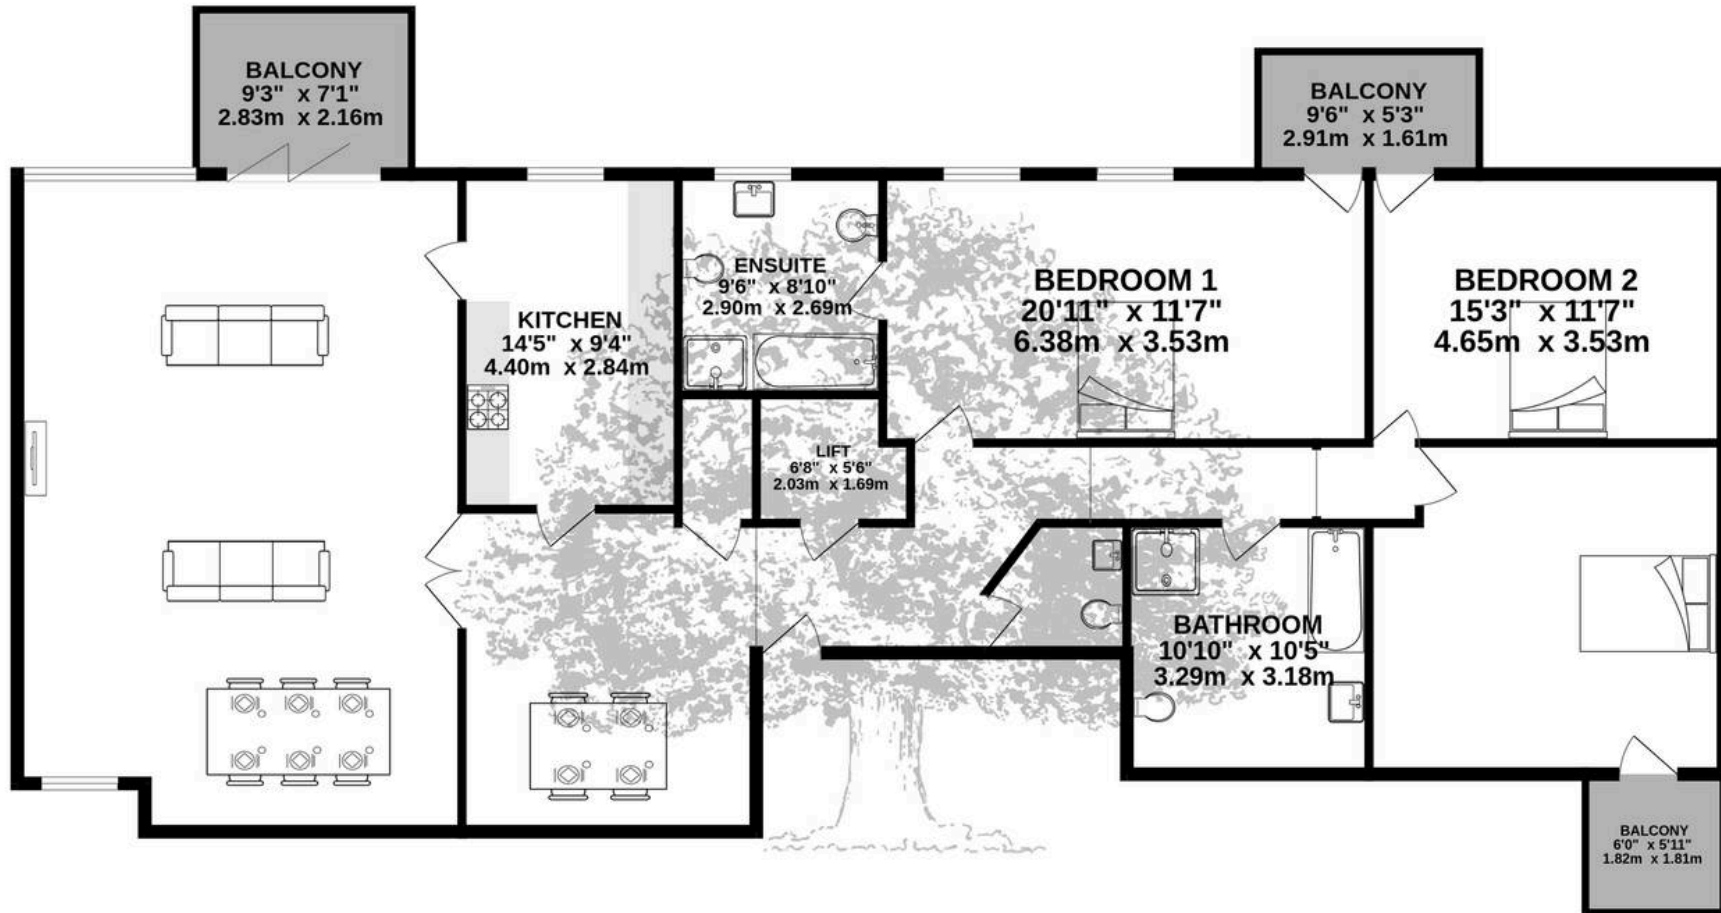 BALCONY
9'3" x 7'1"
2.83m x 2.16m
BALCONY
9'6" x 5'3"
2.91m x 1.61m
ENSUITE
9'6" x 8'10"
2.90m x 2.69m
BEDROOM 1
20'11" x 11'7"
6.38m x 3.53m
BEDROOM 2
15'3" x 11'7"
4.65m x 3.53m
KITCHEN
14'5" x 9'4"
4.40m x 2.84m
LIFT
6'8" x 5'6"
2.03m x 1.69m
BATHROOM
10'10" x 10'5"
3.29m x 3.18m
BALCONY
6'0" x 5'11"
1.82m x 1.81m